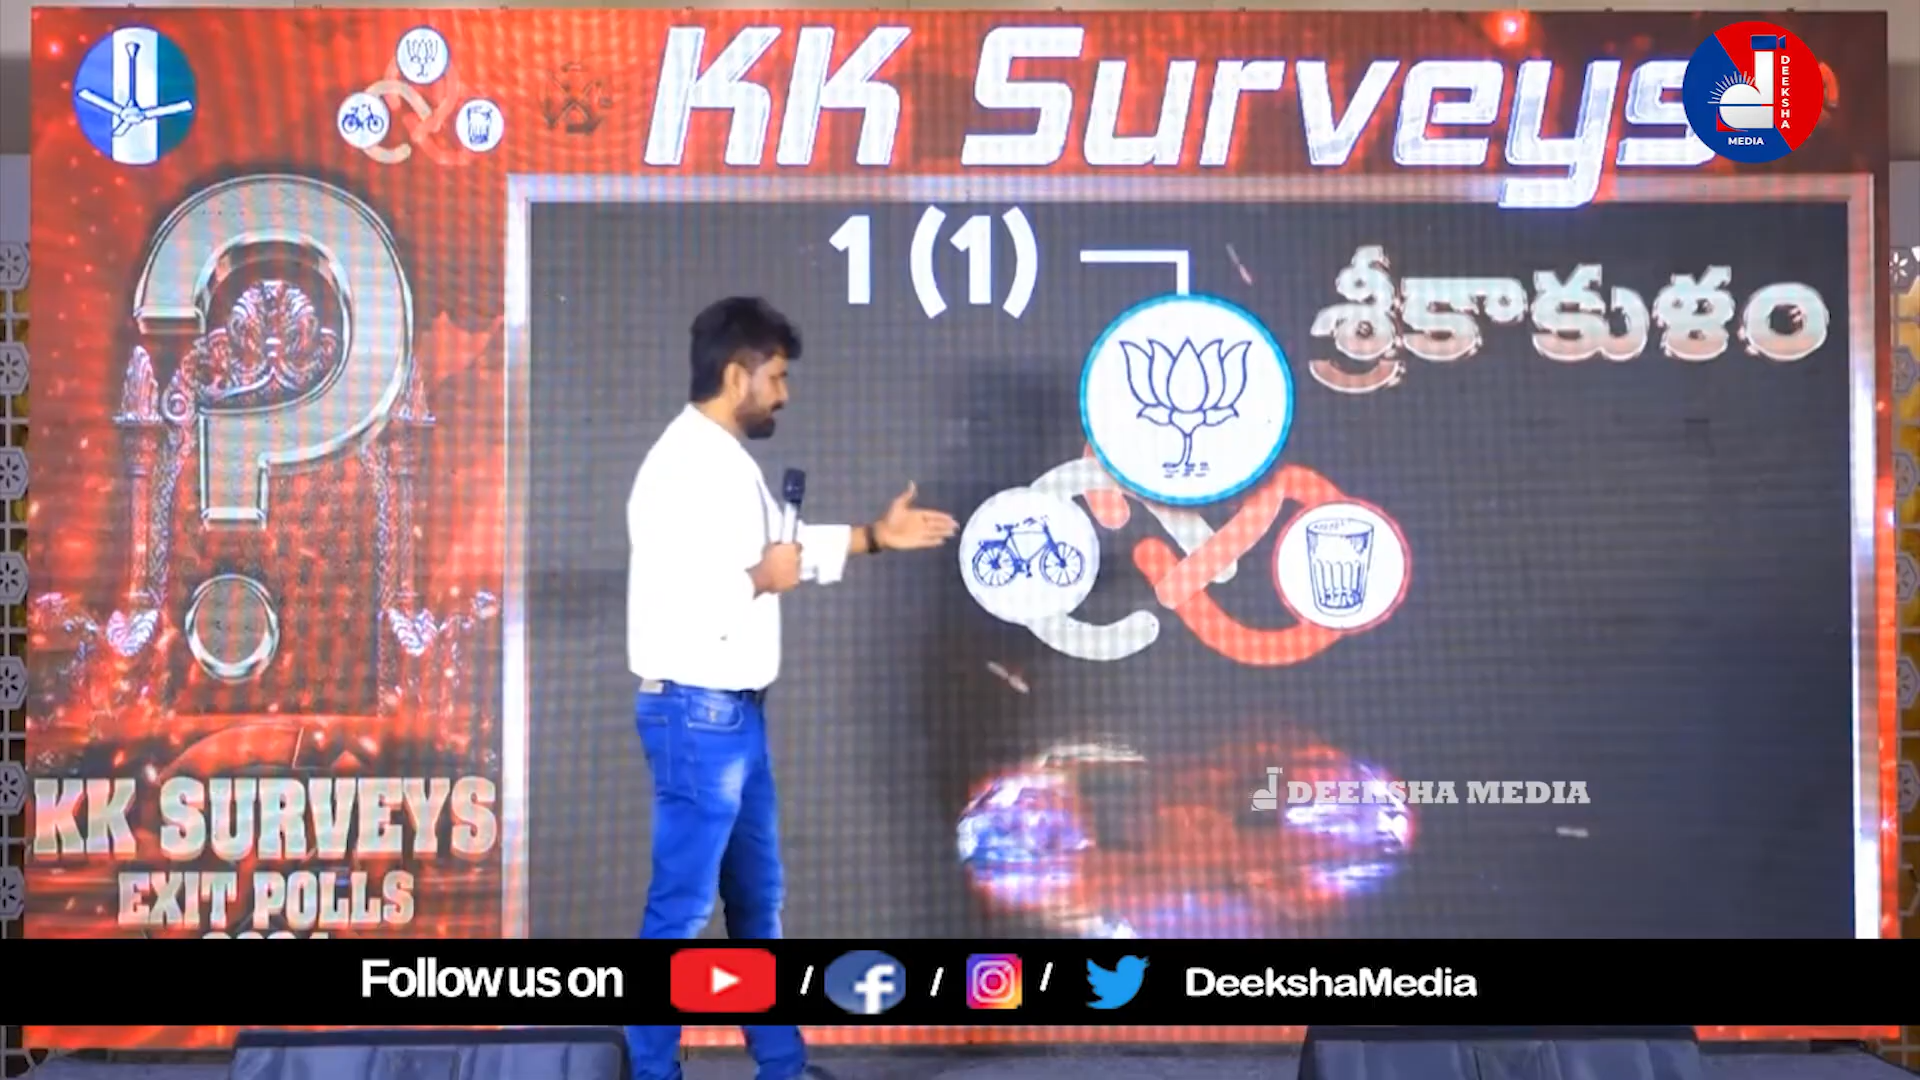 KK Surveys
DEEKSHA
MEDIA
1 (1)
శ్రీకాకుళం
DEEKSHA MEDIA
KK SURVEYS
EXIT POLLS
Follow us on / / / DeekshaMedia